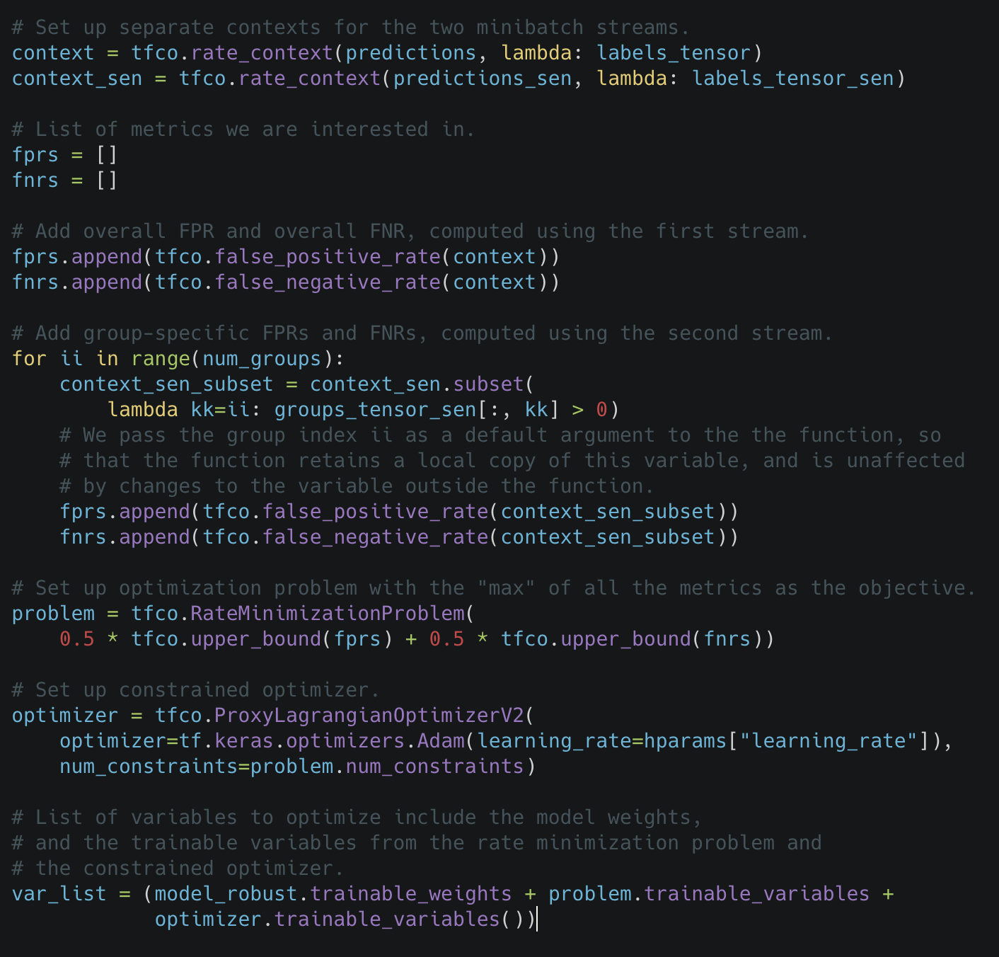 # Set up separate contexts for the two minibatch streams.
context = tfco.rate_context(predictions, lambda: labels_tensor)
context_sen = tfco.rate_context(predictions_sen, lambda: labels_tensor_sen)

# List of metrics we are interested in.
fprs = []
fnrs = []

# Add overall FPR and overall FNR, computed using the first stream.
fprs.append(tfco.false_positive_rate(context))
fnrs.append(tfco.false_negative_rate(context))

# Add group-specific FPRs and FNRs, computed using the second stream.
for ii in range(num_groups):
    context_sen_subset = context_sen.subset(
        lambda kk=ii: groups_tensor_sen[:, kk] > 0)
    # We pass the group index ii as a default argument to the the function, so
    # that the function retains a local copy of this variable, and is unaffected
    # by changes to the variable outside the function.
    fprs.append(tfco.false_positive_rate(context_sen_subset))
    fnrs.append(tfco.false_negative_rate(context_sen_subset))

# Set up optimization problem with the "max" of all the metrics as the objective.
problem = tfco.RateMinimizationProblem(
    0.5 * tfco.upper_bound(fprs) + 0.5 * tfco.upper_bound(fnrs))

# Set up constrained optimizer.
optimizer = tfco.ProxyLagrangianOptimizerV2(
    optimizer=tf.keras.optimizers.Adam(learning_rate=hparams["learning_rate"]),
    num_constraints=problem.num_constraints)

# List of variables to optimize include the model weights,
# and the trainable variables from the rate minimization problem and
# the constrained optimizer.
var_list = (model_robust.trainable_weights + problem.trainable_variables +
            optimizer.trainable_variables())